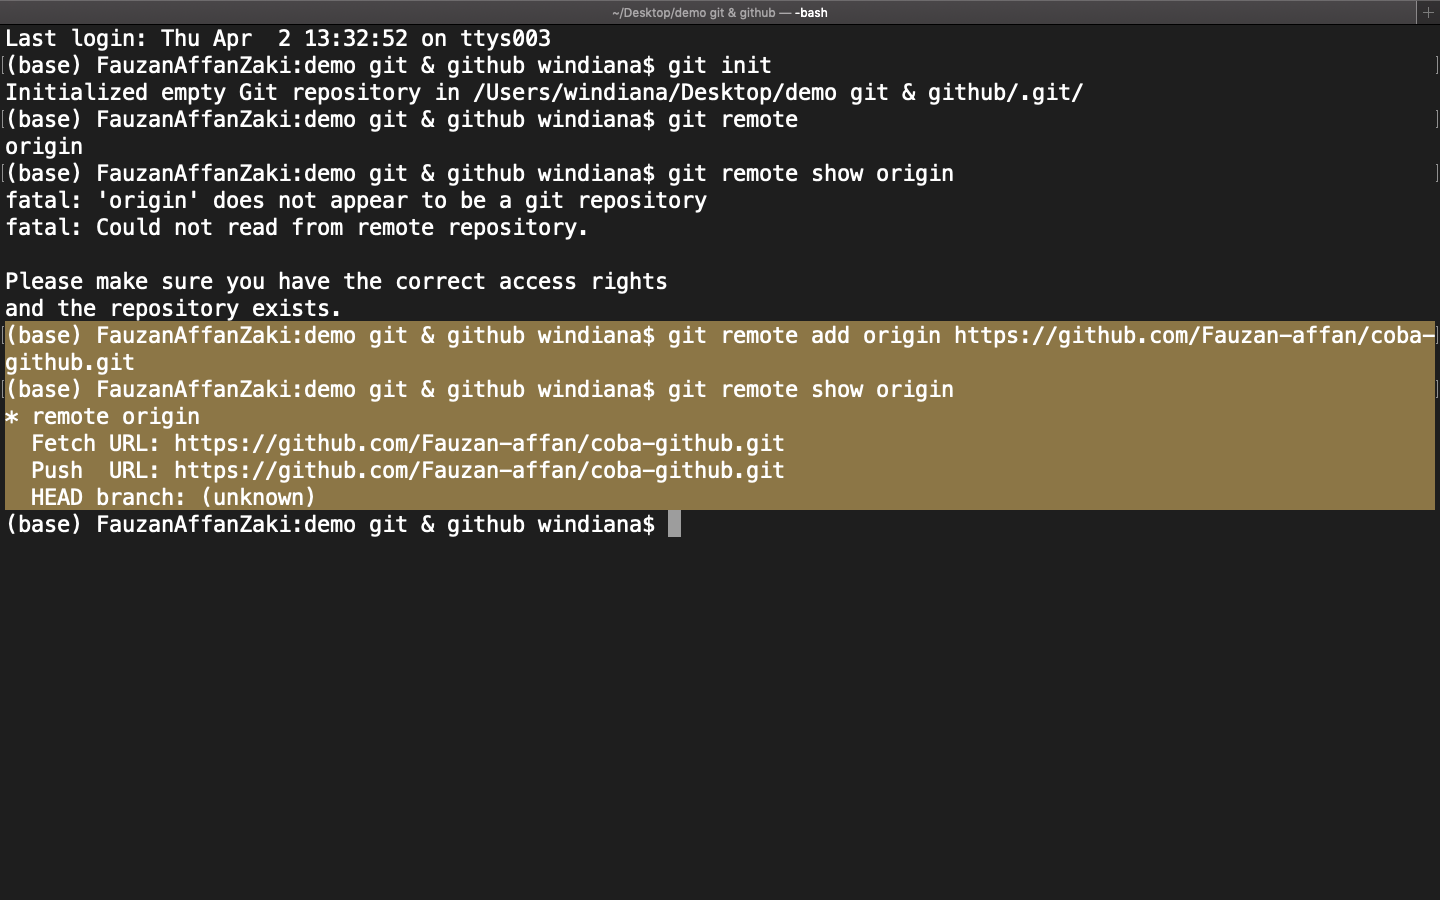 ~/Desktop/demo git & github — -bash
Last login: Thu Apr  2 13:32:52 on ttys003
(base) FauzanAffanZaki:demo git & github windiana$ git init
Initialized empty Git repository in /Users/windiana/Desktop/demo git & github/.git/
(base) FauzanAffanZaki:demo git & github windiana$ git remote
origin
(base) FauzanAffanZaki:demo git & github windiana$ git remote show origin
fatal: 'origin' does not appear to be a git repository
fatal: Could not read from remote repository.

Please make sure you have the correct access rights
and the repository exists.
(base) FauzanAffanZaki:demo git & github windiana$ git remote add origin https://github.com/Fauzan-affan/coba-
github.git
(base) FauzanAffanZaki:demo git & github windiana$ git remote show origin
* remote origin
  Fetch URL: https://github.com/Fauzan-affan/coba-github.git
  Push  URL: https://github.com/Fauzan-affan/coba-github.git
  HEAD branch: (unknown)
(base) FauzanAffanZaki:demo git & github windiana$